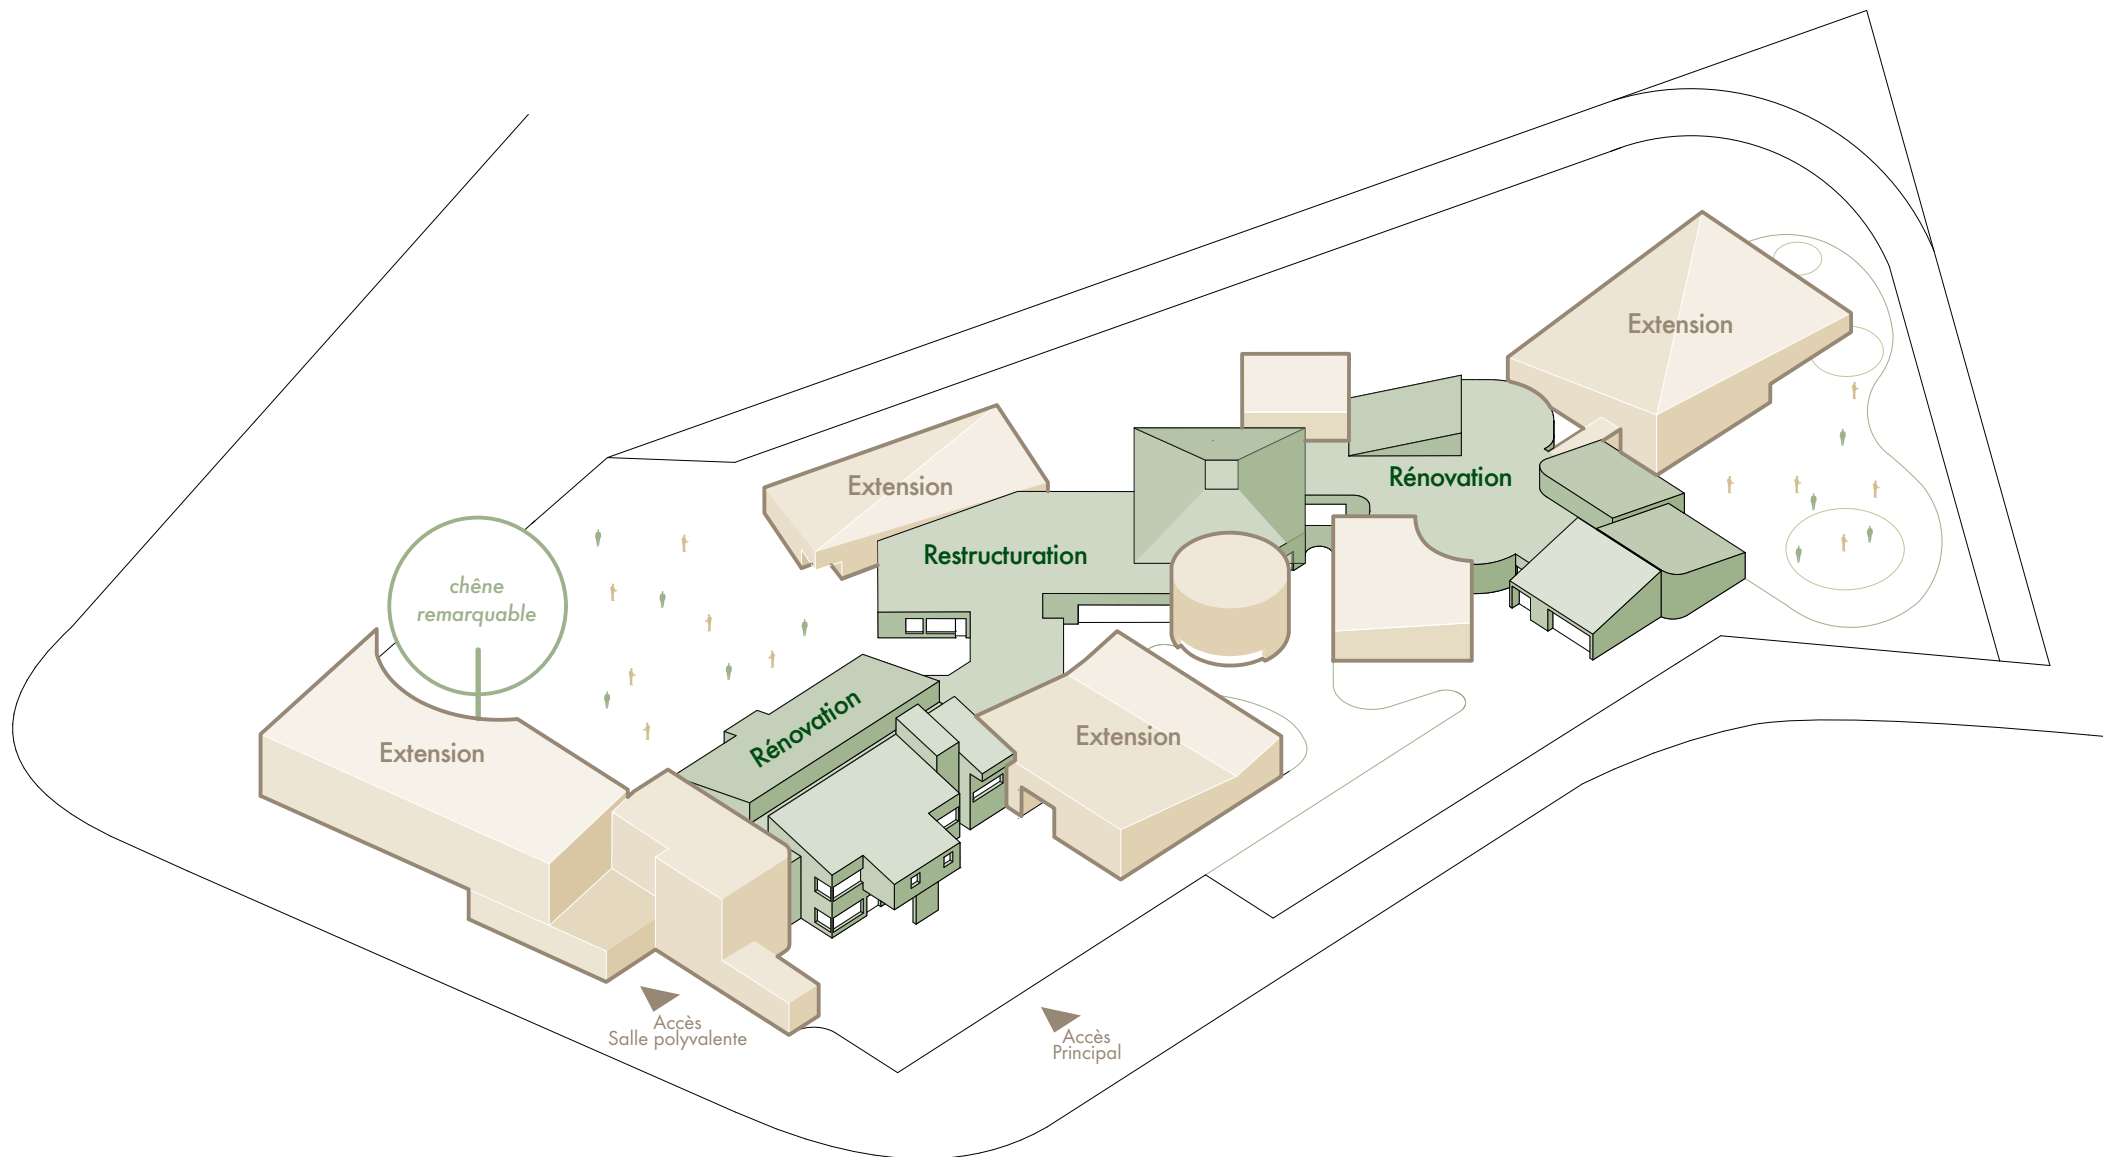 Extension
Extension
Rénovation
Restructuration
chêne
remarquable
Rénovation
Extension
Extension
Accès
Salle polyvalente
Accès
Principal